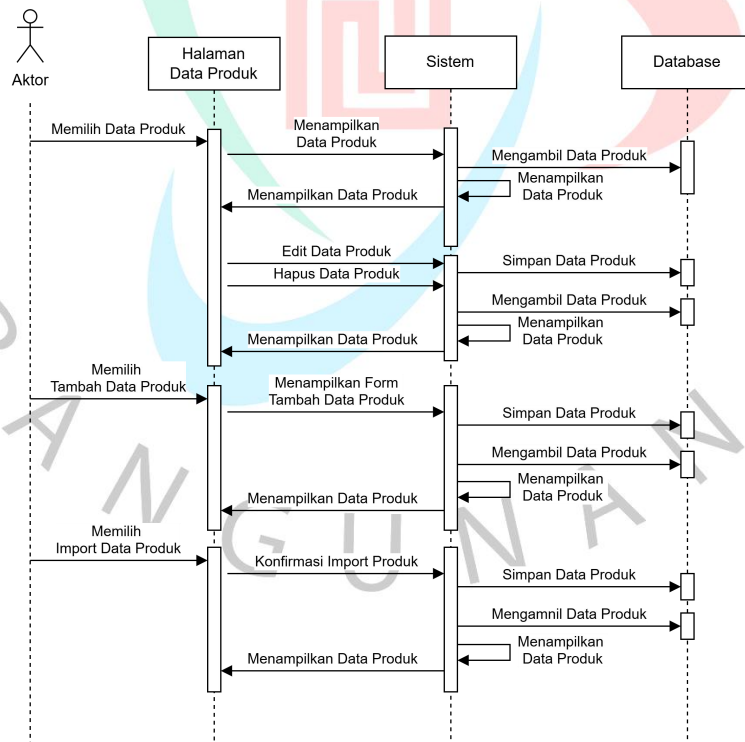 Aktor
Halaman
Data Produk
Sistem
Database
Memilih Data Produk
Menampilkan
Data Produk
Mengambil Data Produk
Menampilkan
Data Produk
Menampilkan Data Produk
Edit Data Produk
Hapus Data Produk
Simpan Data Produk
Mengambil Data Produk
Menampilkan
Data Produk
Menampilkan Data Produk
Memilih
Tambah Data Produk
Menampilkan Form
Tambah Data Produk
Simpan Data Produk
Mengambil Data Produk
Menampilkan
Data Produk
Menampilkan Data Produk
Memilih
Import Data Produk
Konfirmasi Import Produk
Simpan Data Produk
Mengamnil Data Produk
Menampilkan
Data Produk
Menampilkan Data Produk
ANGUNAN